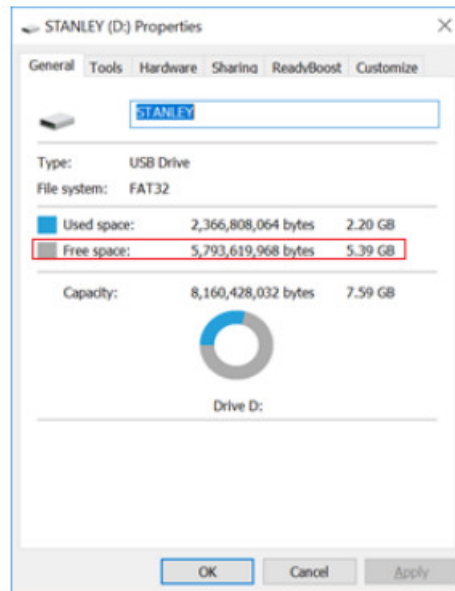 STANLEY (D:) Properties
General Tools Hardware Sharing ReadyBoost Customize
STANLEY
Type: USB Drive
File system: FAT32
Used space: 2,366,808,064 bytes 2.20 GB
Free space: 5,793,619,968 bytes 5.39 GB
Capacity: 8,160,428,032 bytes 7.59 GB
Drive D:
OK Cancel Apply